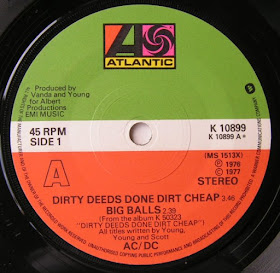 ATLANTIC
Produced by
Vanda and Young
for Albert
Productions
EMI MUSIC
K 10899
K 10899 A+
45 RPM
SIDE 1
(MS 1513X)
℗ 1976
© 1977
STEREO
A
DIRTY DEEDS DONE DIRT CHEAP 3.46
BIG BALLS 2.39
(From the album K 50323
"DIRTY DEEDS DONE DIRT CHEAP")
All titles written by Young,
Young and Scott
AC/DC